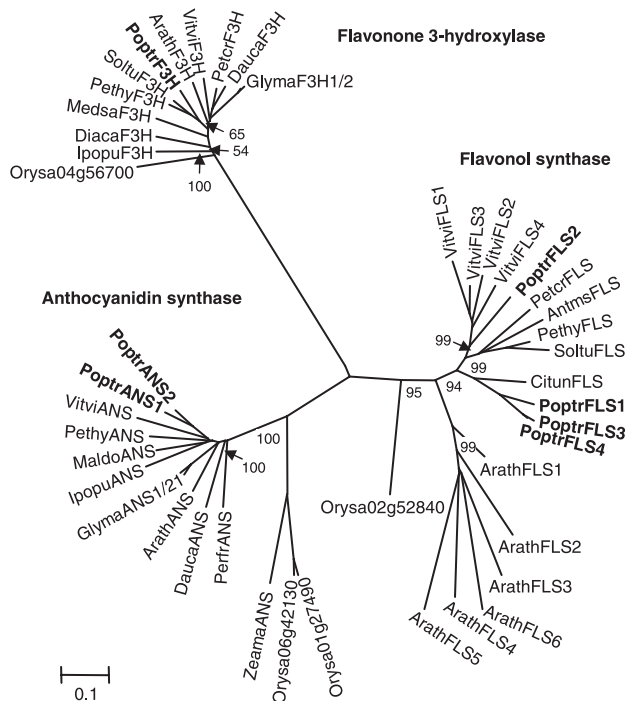 Flavonone 3-hydroxylase
VitviF3H
ArathF3H
PoptrF3H
SoltuF3H
PethyF3H
MedsaF3H
DiacaF3H
IpopuF3H
Orysa04g56700
PetcrF3H
DaucaF3H
GlymaF3H1/2
65
54
100
Flavonol synthase
VitviFLS1
VitviFLS3
VitviFLS2
VitviFLS4
PoptrFLS2
PetcrFLS
AntmsFLS
PethyFLS
SoltuFLS
99
99
CitunFLS
PoptrFLS1
PoptrFLS3
PoptrFLS4
95
94
99
ArathFLS1
Orysa02g52840
ArathFLS2
ArathFLS3
ArathFLS6
ArathFLS4
ArathFLS5
Anthocyanidin synthase
PoptrANS2
PoptrANS1
VitviANS
PethyANS
MaldoANS
IpopuANS
GlymaANS1/21
ArathANS
DaucaANS
PerfrANS
100
100
ZeamaANS
Orysa06g42130
Orysa01g27490
0.1